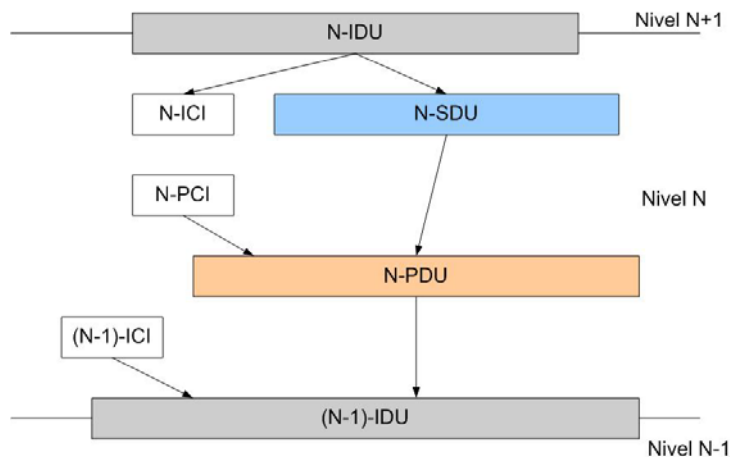 Nivel N+1
N-IDU
N-ICI
N-SDU
N-PCI
Nivel N
N-PDU
(N-1)-ICI
(N-1)-IDU
Nivel N-1